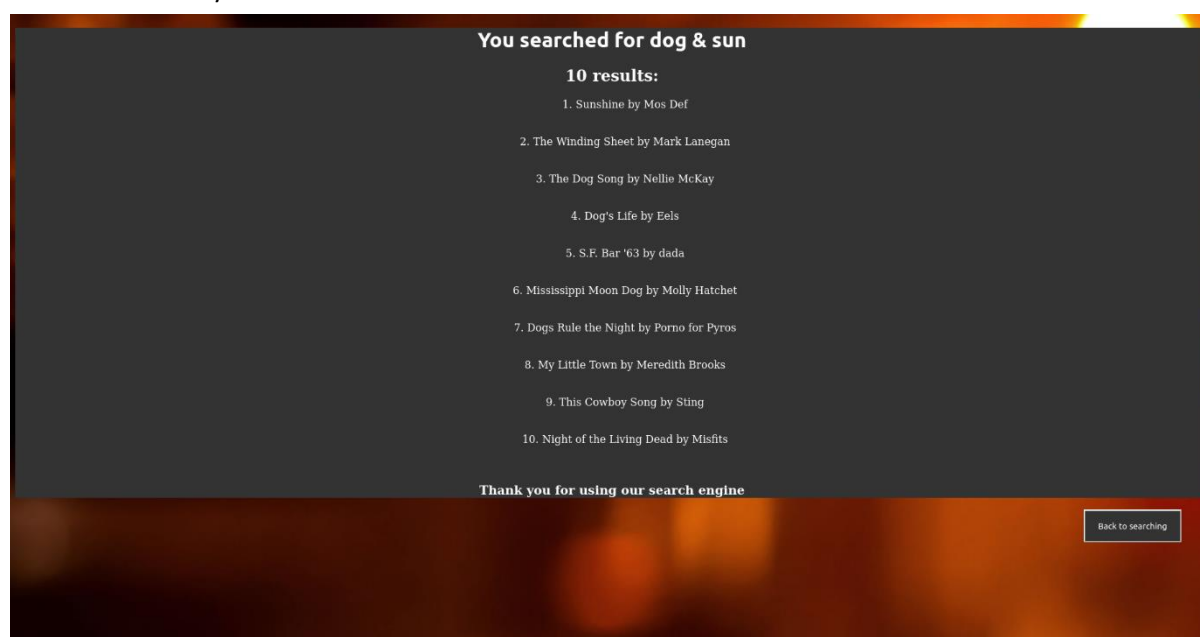 You searched for dog & sun
10 results:
1. Sunshine by Mos Def
2. The Winding Sheet by Mark Lanegan
3. The Dog Song by Nellie McKay
4. Dog's Life by Eels
5. S.F. Bar '63 by dada
6. Mississippi Moon Dog by Molly Hatchet
7. Dogs Rule the Night by Porno for Pyros
8. My Little Town by Meredith Brooks
9. This Cowboy Song by Sting
10. Night of the Living Dead by Misfits
Thank you for using our search engine
Back to searching